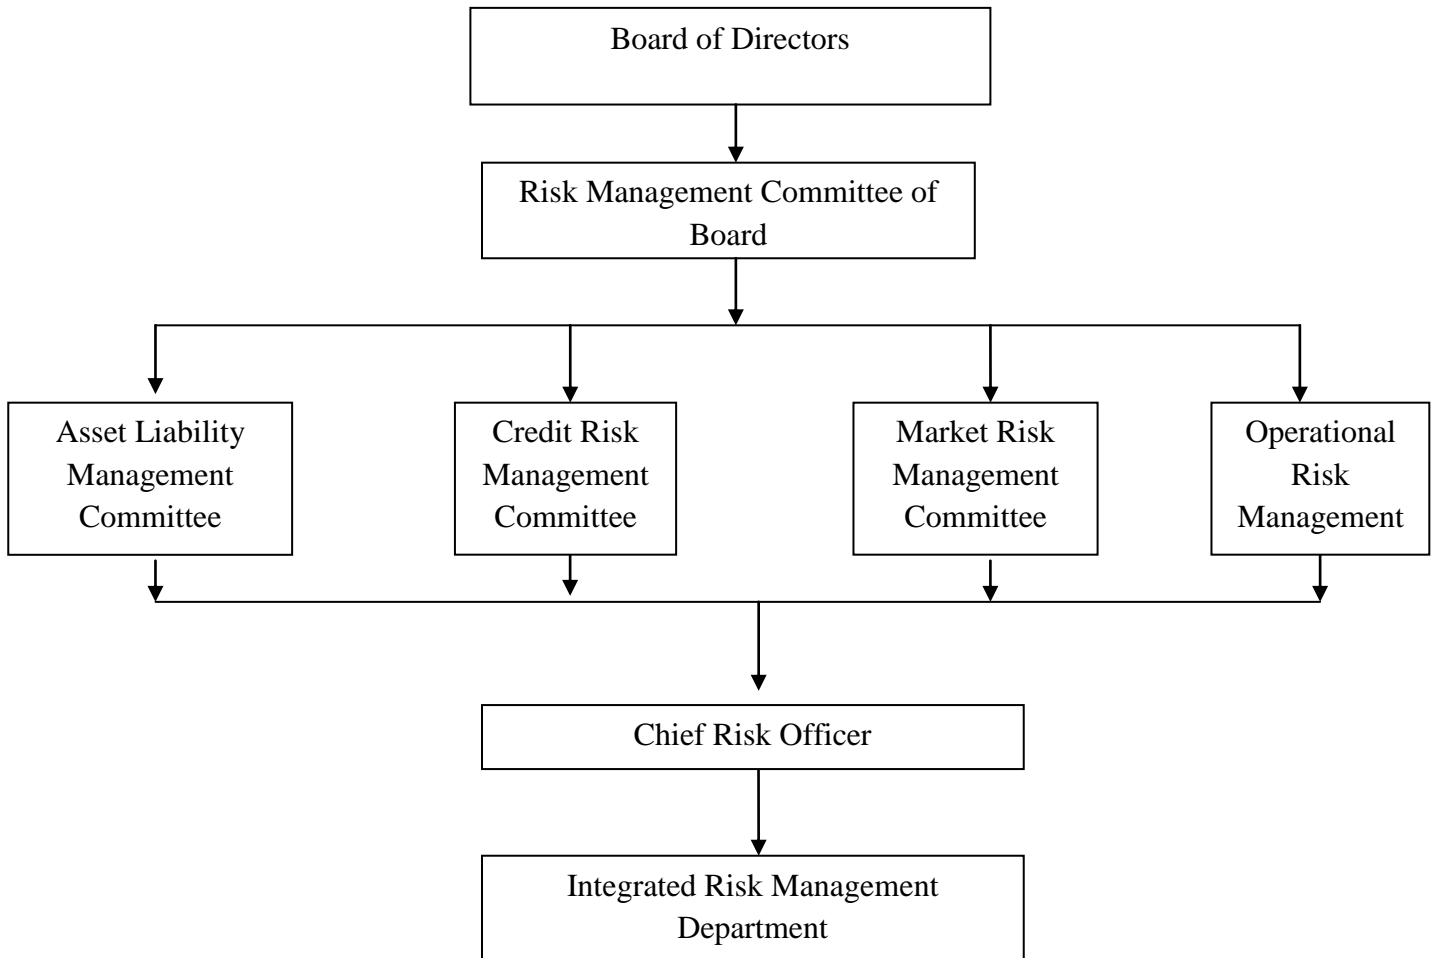 Board of Directors
Risk Management Committee of
Board
Asset Liability
Management
Committee
Credit Risk
Management
Committee
Market Risk
Management
Committee
Operational
Risk
Management
Chief Risk Officer
Integrated Risk Management
Department